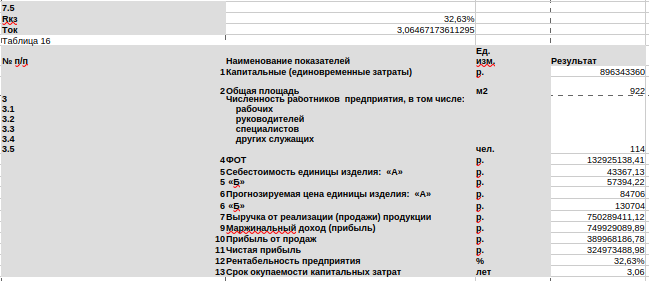 7.5
Rкз 32,63%
Ток 3,06467173611295
Таблица 16
№ п/п Наименование показателей Ед. изм. Результат
1 Капитальные (единовременные затраты) р. 896343360
2 Общая площадь м2 922
3 Численность работников предприятия, в том числе:
3.1 рабочих
3.2 руководителей
3.3 специалистов
3.4 других служащих
3.5 чел. 114
4 ФОТ р. 132925138,41
5 Себестоимость единицы изделия: «А» р. 43367,13
5 «Б» р. 57394,22
6 Прогнозируемая цена единицы изделия: «А» р. 84706
6 «Б» р. 130704
7 Выручка от реализации (продажи) продукции р. 750289411,12
9 Маржинальный доход (прибыль) р. 749929089,89
10 Прибыль от продаж р. 389968186,78
11 Чистая прибыль р. 324973488,98
12 Рентабельность предприятия % 32,63%
13 Срок окупаемости капитальных затрат лет 3,06